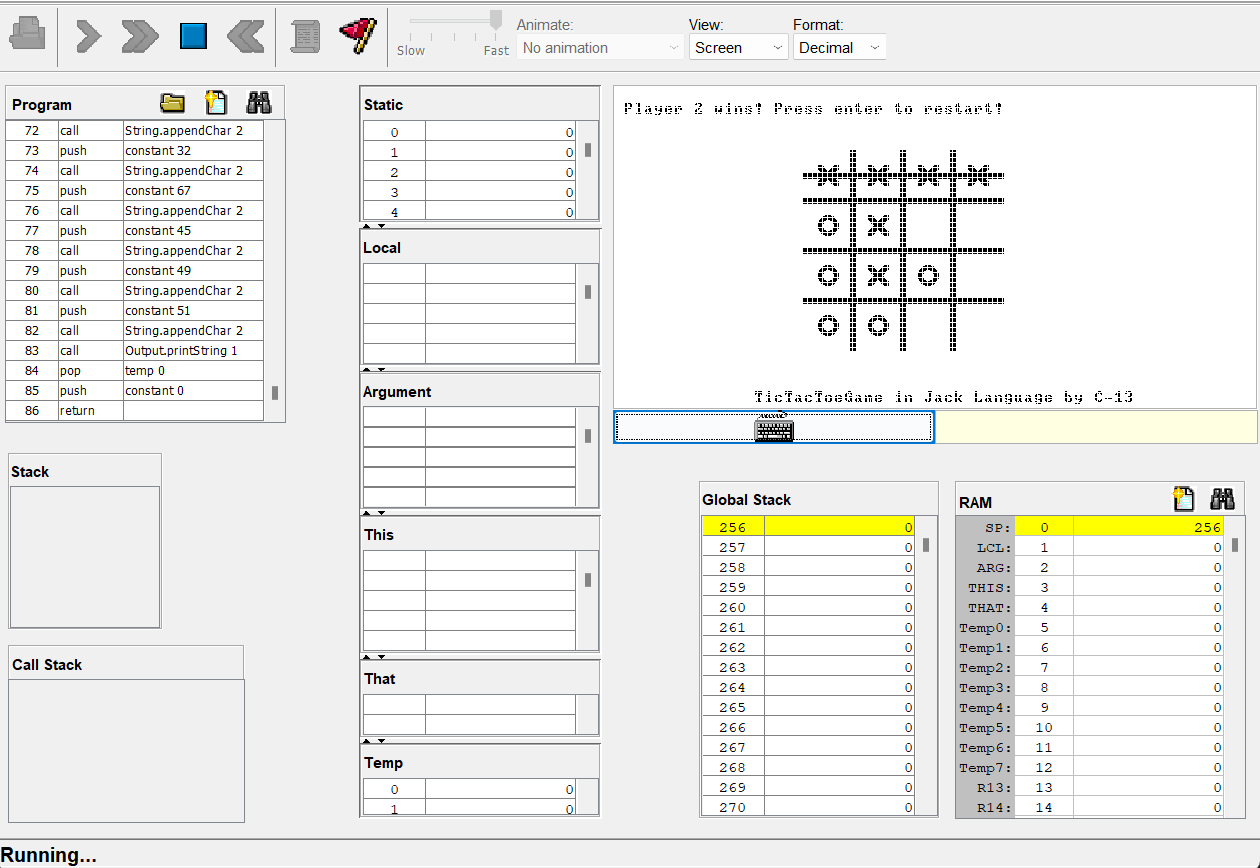 Animate:
View:
Format:
Slow
Fast
No animation
Screen
Decimal
Program
72 call String.appendChar 2
73 push constant 32
74 call String.appendChar 2
75 push constant 67
76 call String.appendChar 2
77 push constant 45
78 call String.appendChar 2
79 push constant 49
80 call String.appendChar 2
81 push constant 51
82 call String.appendChar 2
83 call Output.printString 1
84 pop temp 0
85 push constant 0
86 return
Stack
Call Stack
Static
0 0
1 0
2 0
3 0
4 0
Local
Argument
This
That
Temp
0 0
1 0
Player 2 wins! Press enter to restart!
X X X X
O X
O X O
O O
TicTacToeGame in Jack Language by C-13
Global Stack
256 0
257 0
258 0
259 0
260 0
261 0
262 0
263 0
264 0
265 0
266 0
267 0
268 0
269 0
270 0
RAM
SP: 0 256
LCL: 1 0
ARG: 2 0
THIS: 3 0
THAT: 4 0
Temp0: 5 0
Temp1: 6 0
Temp2: 7 0
Temp3: 8 0
Temp4: 9 0
Temp5: 10 0
Temp6: 11 0
Temp7: 12 0
R13: 13 0
R14: 14 0
Running...